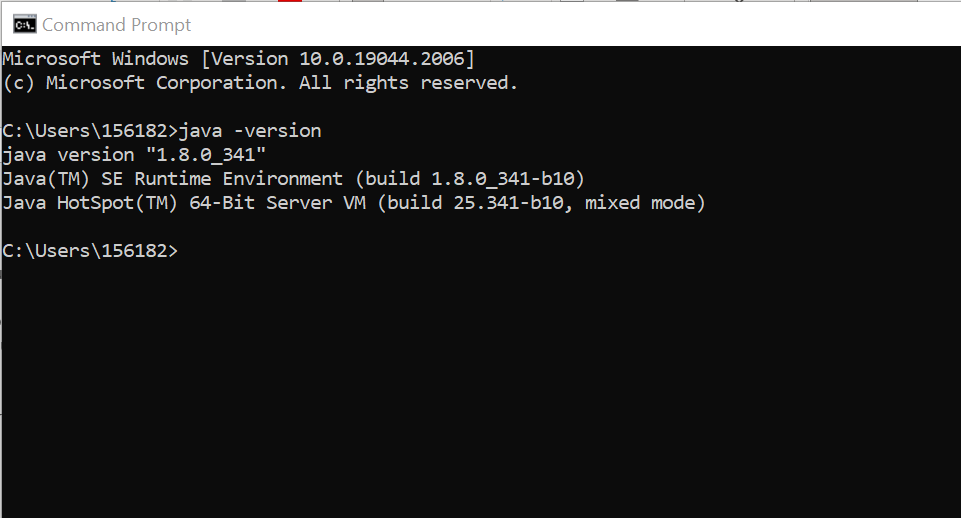 Command Prompt
Microsoft Windows [Version 10.0.19044.2006]
(c) Microsoft Corporation. All rights reserved.
C:\Users\156182>java -version
java version "1.8.0_341"
Java(TM) SE Runtime Environment (build 1.8.0_341-b10)
Java HotSpot(TM) 64-Bit Server VM (build 25.341-b10, mixed mode)
C:\Users\156182>